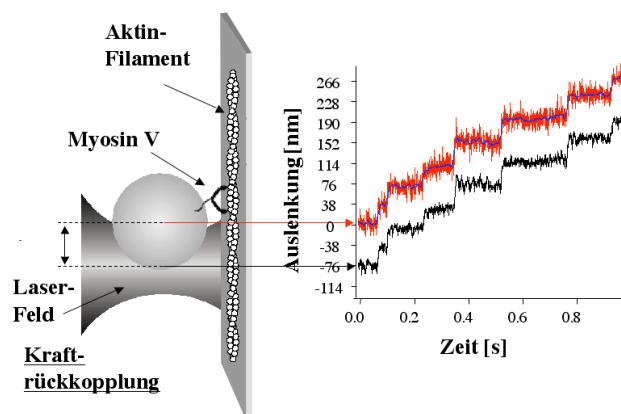 Aktin-
Filament
Myosin V
Laser-
Feld
Kraft-
rückkopplung
Auslenkung [nm]
266
228
190
152
114
76
38
0
-38
-76
-114
0.0
0.2
0.4
0.6
0.8
Zeit [s]